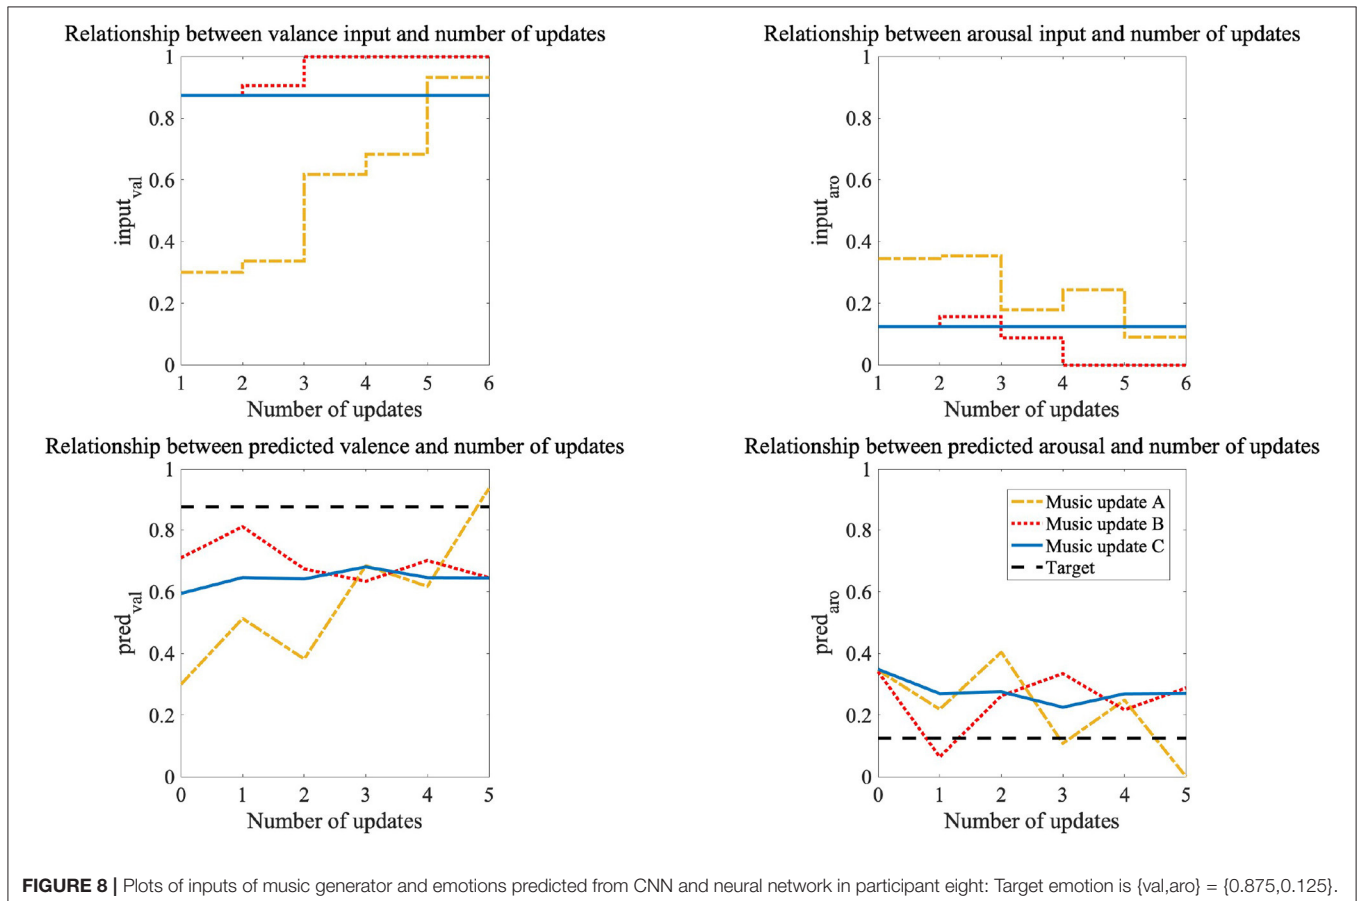 Relationship between valance input and number of updates
1
0.8
0.6
0.4
0.2
0
input_val
1 2 3 4 5 6
Number of updates
Relationship between arousal input and number of updates
1
0.8
0.6
0.4
0.2
0
input_aro
1 2 3 4 5 6
Number of updates
Relationship between predicted valence and number of updates
1
0.8
0.6
0.4
0.2
0
pred_val
0 1 2 3 4 5
Number of updates
Relationship between predicted arousal and number of updates
1
0.8
0.6
0.4
0.2
0
pred_aro
Music update A
Music update B
Music update C
Target
0 1 2 3 4 5
Number of updates
FIGURE 8 | Plots of inputs of music generator and emotions predicted from CNN and neural network in participant eight: Target emotion is {val,aro} = {0.875,0.125}.